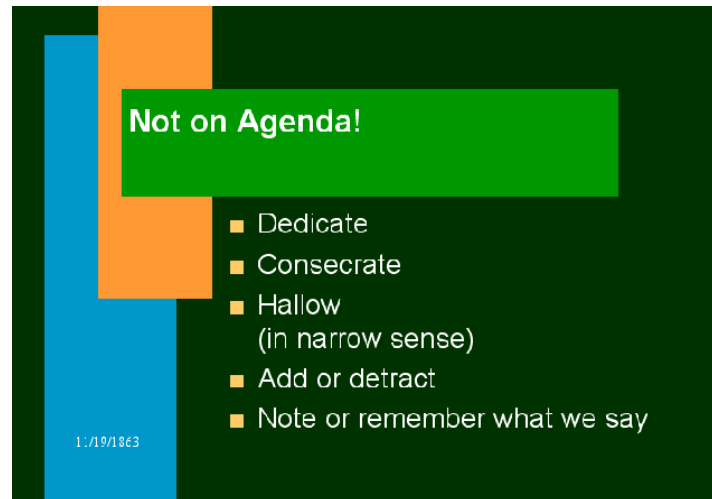 Not on Agenda!
■ Dedicate
■ Consecrate
■ Hallow
(in narrow sense)
■ Add or detract
■ Note or remember what we say
11/19/1863